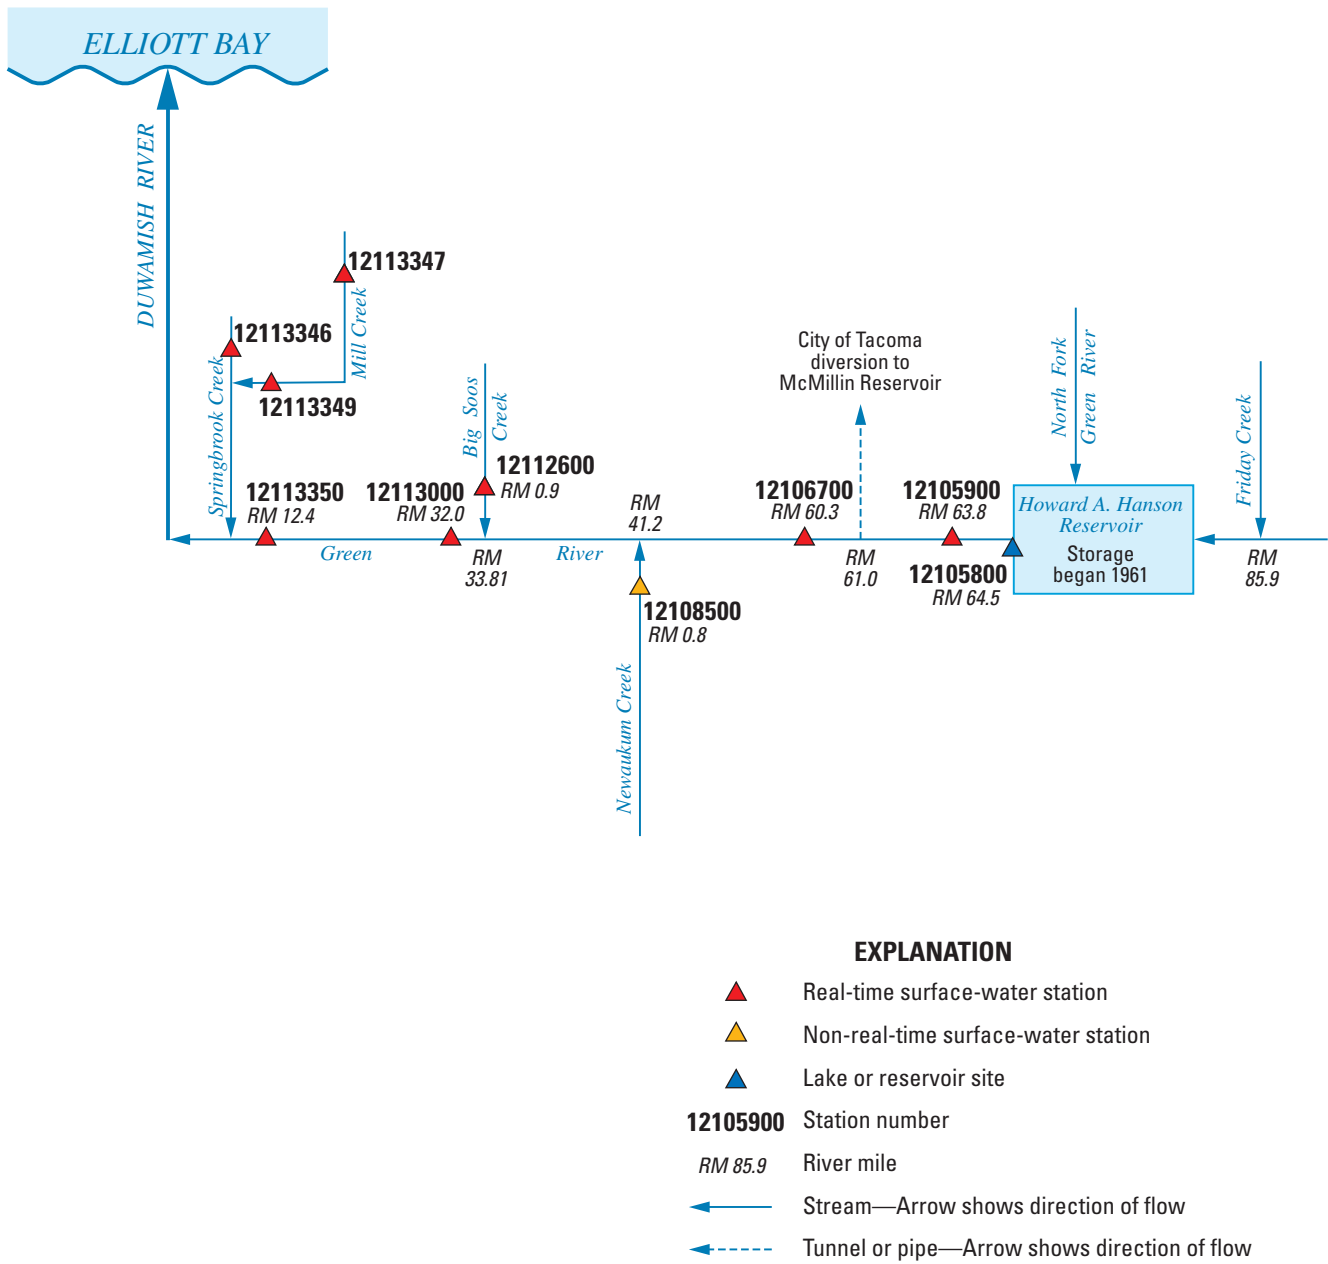 ELLIOTT BAY
DUWAMISH RIVER
12113347
Mill Creek
12113346
Springbrook Creek
12113349
12113350
RM 12.4
12113000
RM 32.0
Big Soos
Creek
12112600
RM 0.9
RM
33.81
Green
River
RM
41.2
12108500
RM 0.8
Newaukum Creek
City of Tacoma
diversion to
McMillin Reservoir
12106700
RM 60.3
RM
61.0
12105900
RM 63.8
12105800
RM 64.5
North Fork
Green River
Howard A. Hanson
Reservoir
Storage
began 1961
Friday Creek
RM
85.9
EXPLANATION
Real-time surface-water station
Non-real-time surface-water station
Lake or reservoir site
12105900 Station number
RM 85.9 River mile
Stream—Arrow shows direction of flow
Tunnel or pipe—Arrow shows direction of flow